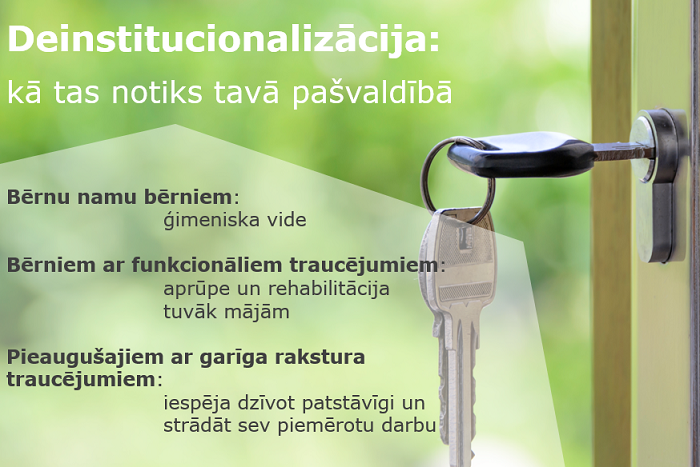 Deinstitucionalizācija:
kā tas notiks tavā pašvaldībā
Bērnu namu bērniem:
ģimeniska vide
Bērniem ar funkcionāliem traucējumiem:
aprūpe un rehabilitācija
tuvāk mājām
Pieaugušajiem ar garīga rakstura
traucējumiem:
iespēja dzīvot patstāvīgi un
strādāt sev piemērotu darbu